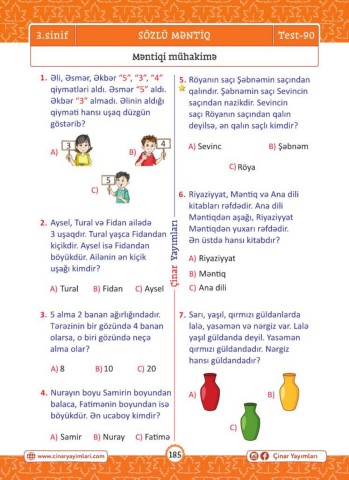 3.sinif
SÖZLÜ MƏNTİQ
Test-90
Məntiqi mühakimə
1. Əli, Əsmər, Əkbər “5”, “3”, “4”
qiymətləri aldı. Əsmər “5” aldı.
Əkbər “3” almadı. Əlinin aldığı
qiyməti hansı uşaq düzgün
göstərib?
A)
3
B)
4
C)
5
2. Aysel, Tural və Fidan ailədə
3 uşaqdır. Tural yaşca Fidandan
kiçikdir. Aysel isə Fidandan
böyükdür. Ailənin ən kiçik
uşağı kimdir?
A) Tural B) Fidan C) Aysel
3. 5 alma 2 banan ağırlığındadır.
Tərəzinin bir gözündə 4 banan
olarsa, o biri gözündə neçə
alma olar?
A) 8 B) 10 C) 20
4. Nurayın boyu Samirin boyundan
balaca, Fatimənin boyundan isə
böyükdür. Ən ucaboy kimdir?
A) Samir B) Nuray C) Fatimə
Çinar Yayımları
5. Röyanın saçı Şəbnəmin saçından
qalındır. Şəbnəmin saçı Sevincin
saçından nazikdir. Sevincin
saçı Röyanın saçından qalın
deyilsə, ən qalın saçlı kimdir?
A) Sevinc B) Şəbnəm
C) Röya
6. Riyaziyyat, Məntiq və Ana dili
kitabları rəfdədir. Ana dili
Məntiqdən aşağı, Riyaziyyat
Məntiqdən yuxarı rəfdədir.
Ən üstdə hansı kitabdır?
A) Riyaziyyat
B) Məntiq
C) Ana dili
7. Sarı, yaşıl, qırmızı güldanlarda
lalə, yasəmən və nərgiz var. Lalə
yaşıl güldanda deyil. Yasəmən
qırmızı güldandadır. Nərgiz
hansı güldandadır?
A)
B)
C)
www.cinaryayimlari.com
185
Çinar Yayımları